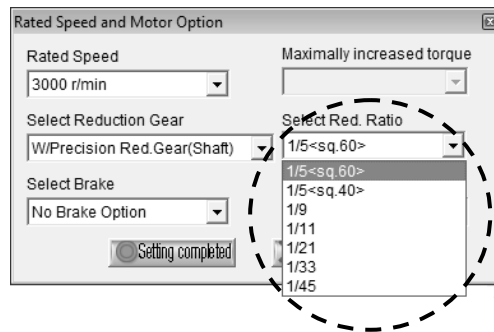 Rated Speed and Motor Option
Rated Speed
Maximally increased torque
3000 r/min
Select Reduction Gear
Select Red. Ratio
W/Precision Red.Gear(Shaft)
1/5<sq.60>
1/5<sq.60>
1/5<sq.40>
1/9
1/11
1/21
1/33
1/45
Select Brake
No Brake Option
Setting completed